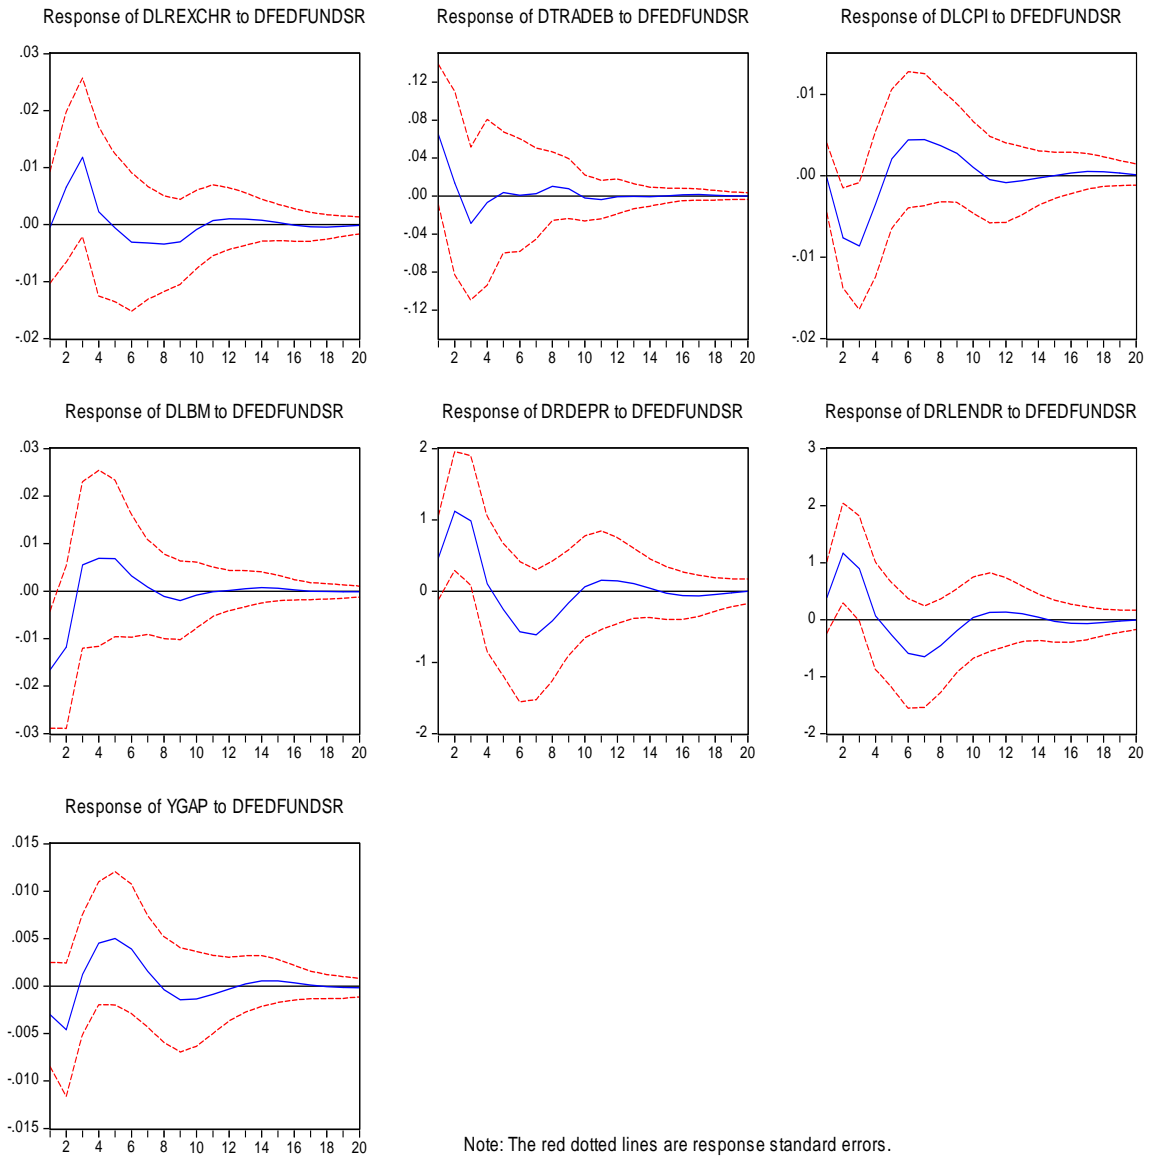 Response of DLREXCHR to DFEDFUNDSR
.03
.02
.01
.00
-.01
-.02
2 4 6 8 10 12 14 16 18 20
Response of DTRADEB to DFEDFUNDSR
.12
.08
.04
.00
-.04
-.08
-.12
2 4 6 8 10 12 14 16 18 20
Response of DLCPI to DFEDFUNDSR
.01
.00
-.01
-.02
2 4 6 8 10 12 14 16 18 20
Response of DLBM to DFEDFUNDSR
.03
.02
.01
.00
-.01
-.02
-.03
2 4 6 8 10 12 14 16 18 20
Response of DRDEPR to DFEDFUNDSR
2
1
0
-1
-2
2 4 6 8 10 12 14 16 18 20
Response of DRLENDR to DFEDFUNDSR
3
2
1
0
-1
-2
2 4 6 8 10 12 14 16 18 20
Response of YGAP to DFEDFUNDSR
.015
.010
.005
.000
-.005
-.010
-.015
2 4 6 8 10 12 14 16 18 20
Note: The red dotted lines are response standard errors.